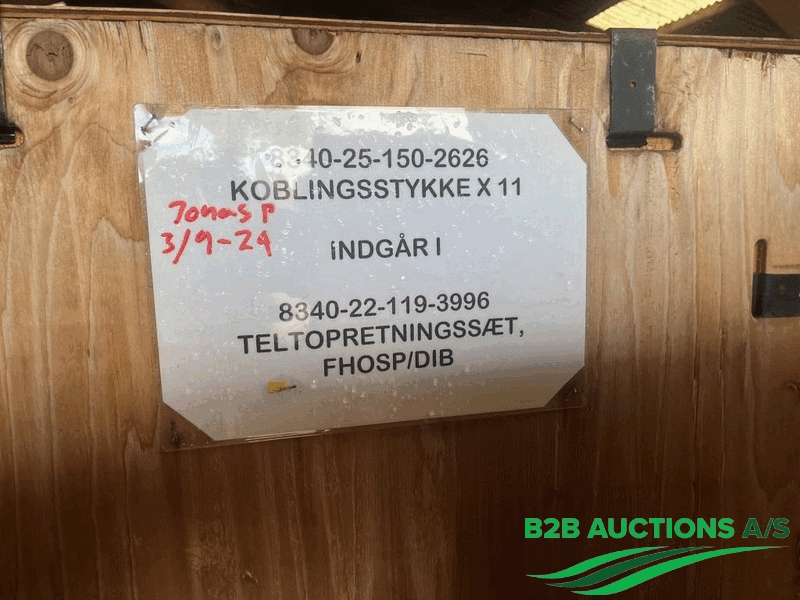 8340-25-150-2626
KOBLINGSSTYKKE X 11
Jonas P
3/9-24
INDGÅR I
8340-22-119-3996
TELTOPRETNINGSSÆT,
FHOSP/DIB
B2B AUCTIONS A/S